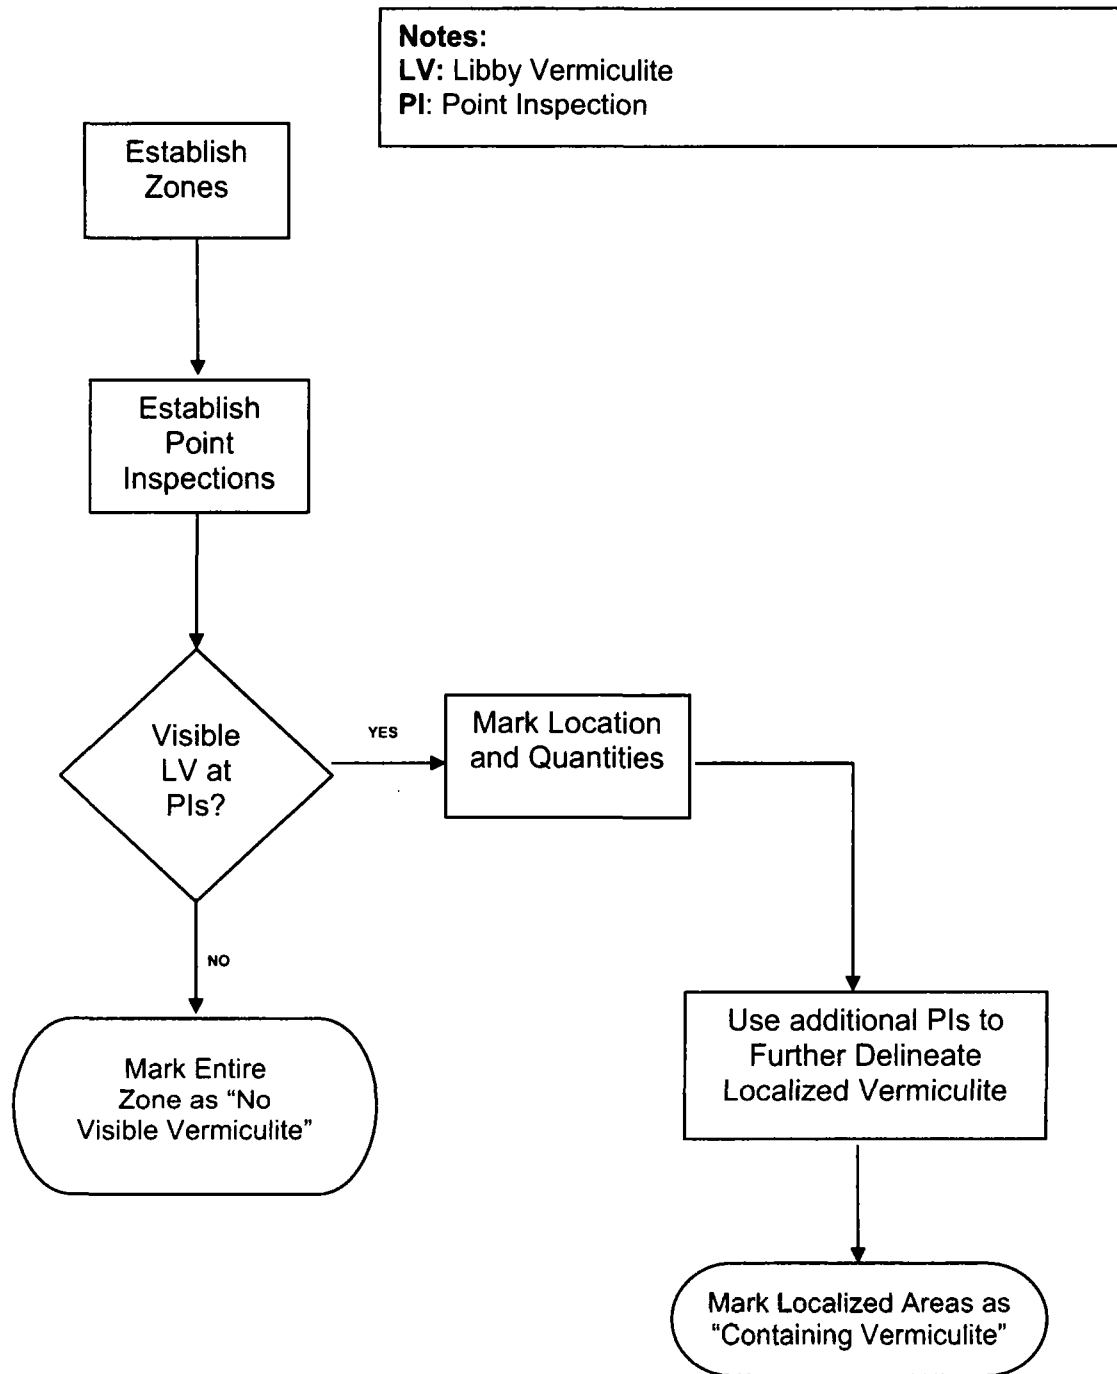 Notes:
LV: Libby Vermiculite
PI: Point Inspection
Establish
Zones
Establish
Point
Inspections
Visible
LV at
PIs?
YES
Mark Location
and Quantities
NO
Mark Entire
Zone as “No
Visible Vermiculite”
Use additional PIs to
Further Delineate
Localized Vermiculite
Mark Localized Areas as
“Containing Vermiculite”